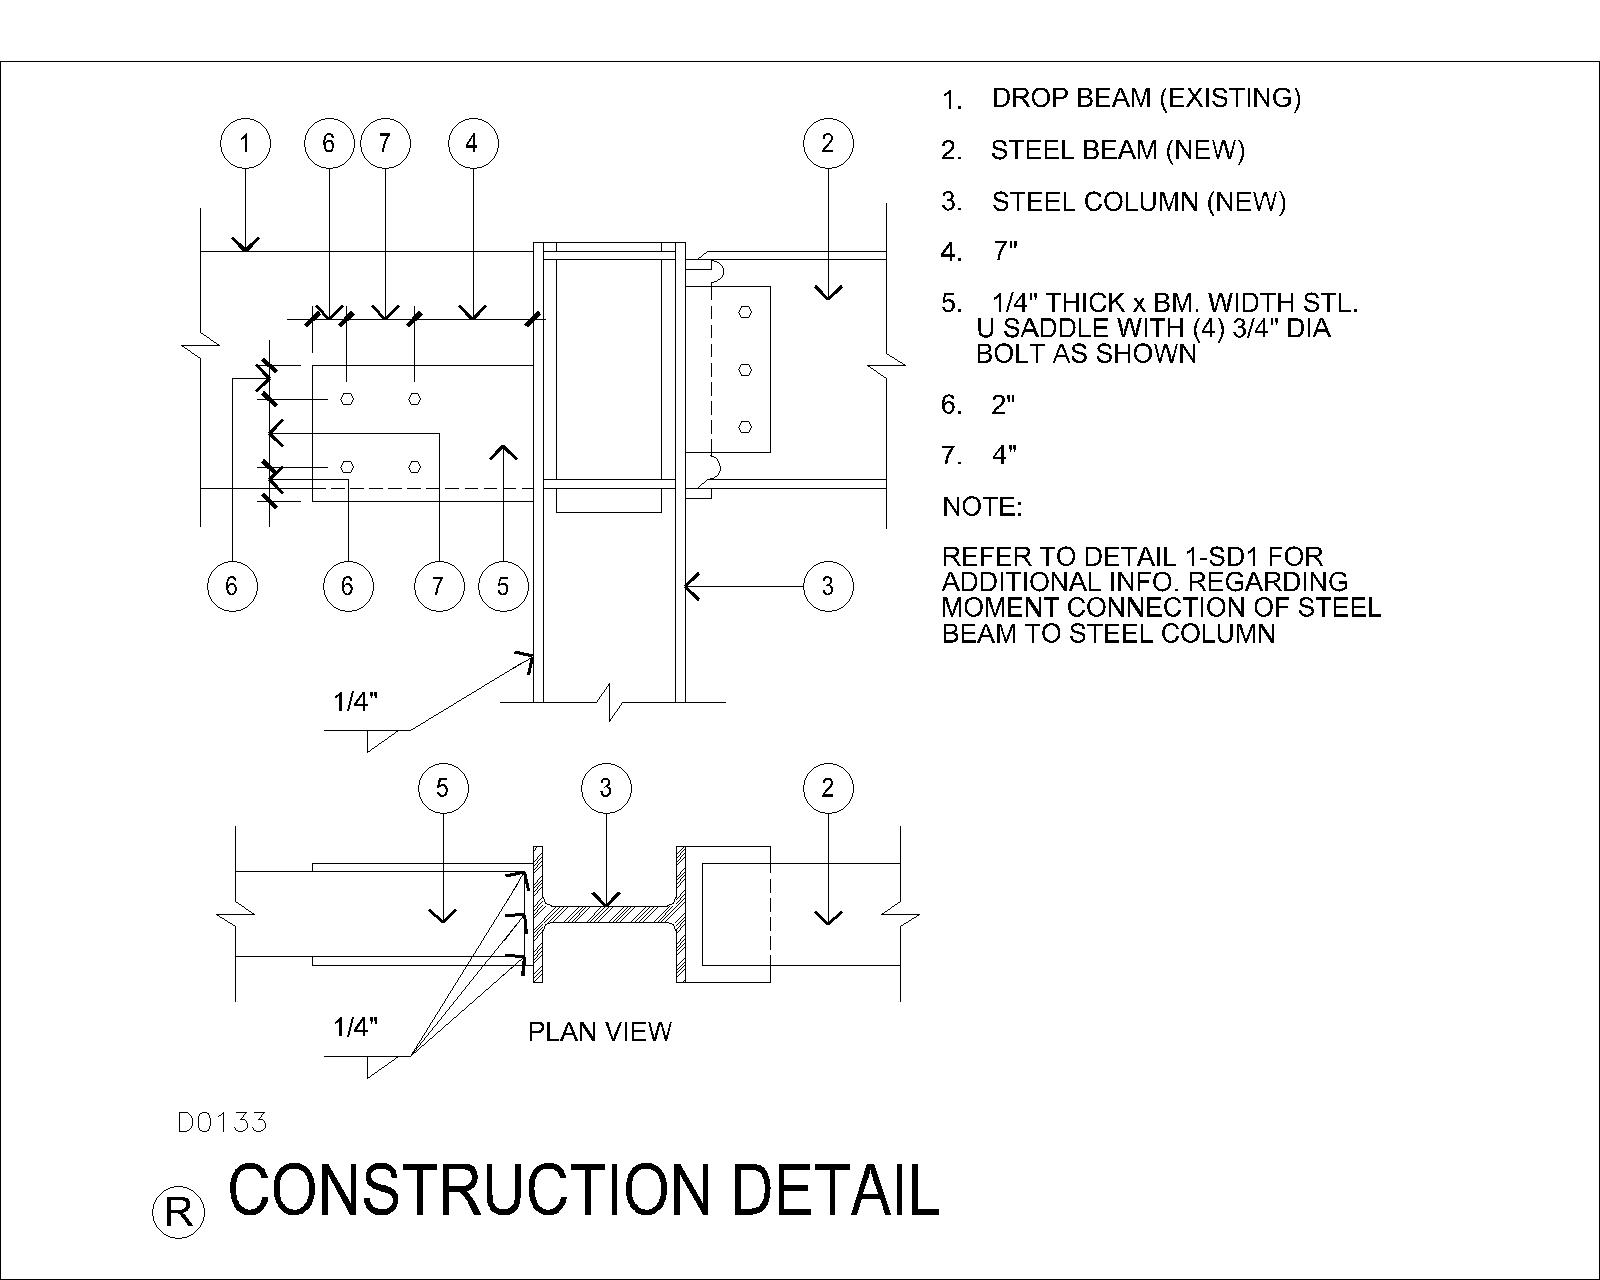 1
6
7
4
2
1. DROP BEAM (EXISTING)
2. STEEL BEAM (NEW)
3. STEEL COLUMN (NEW)
4. 7"
5. 1/4" THICK x BM. WIDTH STL.
U SADDLE WITH (4) 3/4" DIA
BOLT AS SHOWN
6. 2"
7. 4"
NOTE:
REFER TO DETAIL 1-SD1 FOR
ADDITIONAL INFO. REGARDING
MOMENT CONNECTION OF STEEL
BEAM TO STEEL COLUMN
6
6
7
5
3
1/4"
5
3
2
1/4"
PLAN VIEW
D0133
R CONSTRUCTION DETAIL